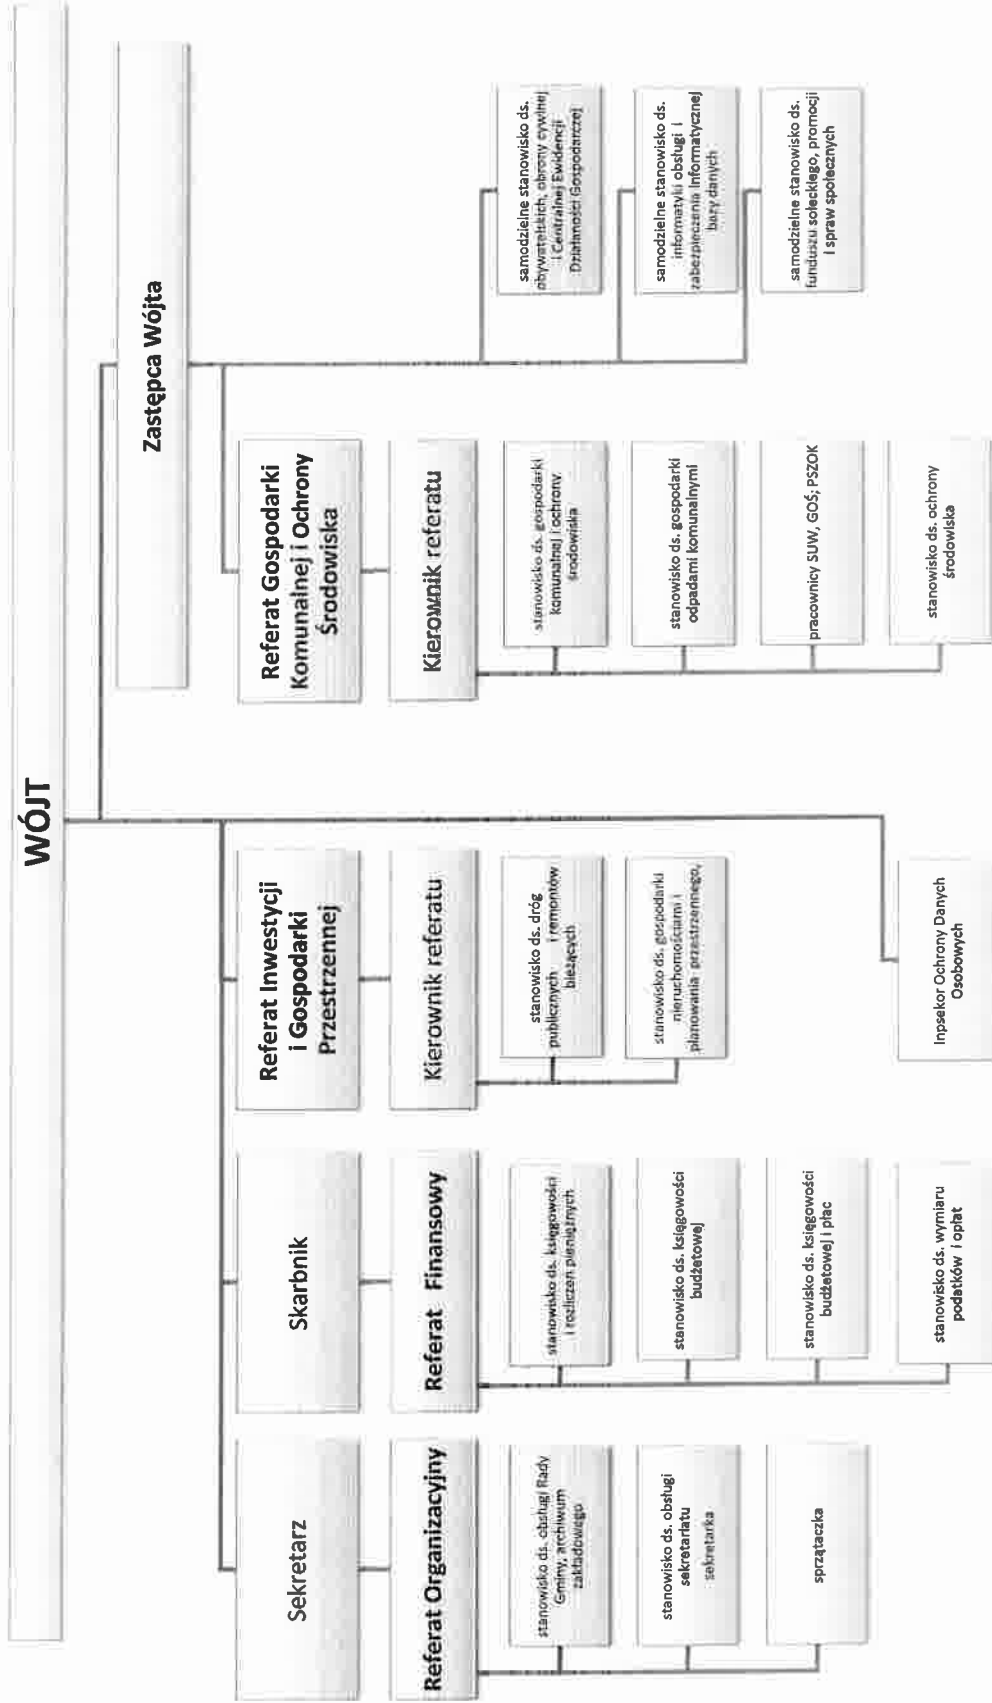 WÓJT
Zastępca Wójta
Sekretarz
Referat Organizacyjny
stanowisko ds. obsługi Rady
Gminy, archiwum
zakładowego
stanowisko ds. obsługi
sekretariatu
sekretarka
sprzątaczka
Skarbnik
Referat Finansowy
stanowisko ds. księgowości
i rozliczeń pieniężnych
stanowisko ds. księgowości
budżetowej
stanowisko ds. księgowości
budżetowej i płac
stanowisko ds. wymiaru
podatków i opłat
Referat Inwestycji
i Gospodarki
Przestrzennej
Kierownik referatu
stanowisko ds. dróg
publicznych i remontów
bieżących
stanowisko ds. gospodarki
nieruchomościami i
planowania przestrzennego,
Inpsekor Ochrony Danych
Osobowych
Referat Gospodarki
Komunalnej i Ochrony
Środowiska
Kierownik referatu
stanowisko ds. gospodarki
komunalnej i ochrony
środowiska
stanowisko ds. gospodarki
odpadami komunalnymi
pracownicy SUW, GOŚ; PSZOK
stanowisko ds. ochrony
środowiska
samodzielne stanowisko ds.
obywatelskich, obrony cywilnej
i Centralnej Ewidencji
Działaności Gospodarczej
samodzielne stanowisko ds.
informatyki obsługi i
zabezpieczenia Informatycznej
bazy danych
samodzielne stanowisko ds.
funduszu sołeckiego, promocji
i spraw społecznych